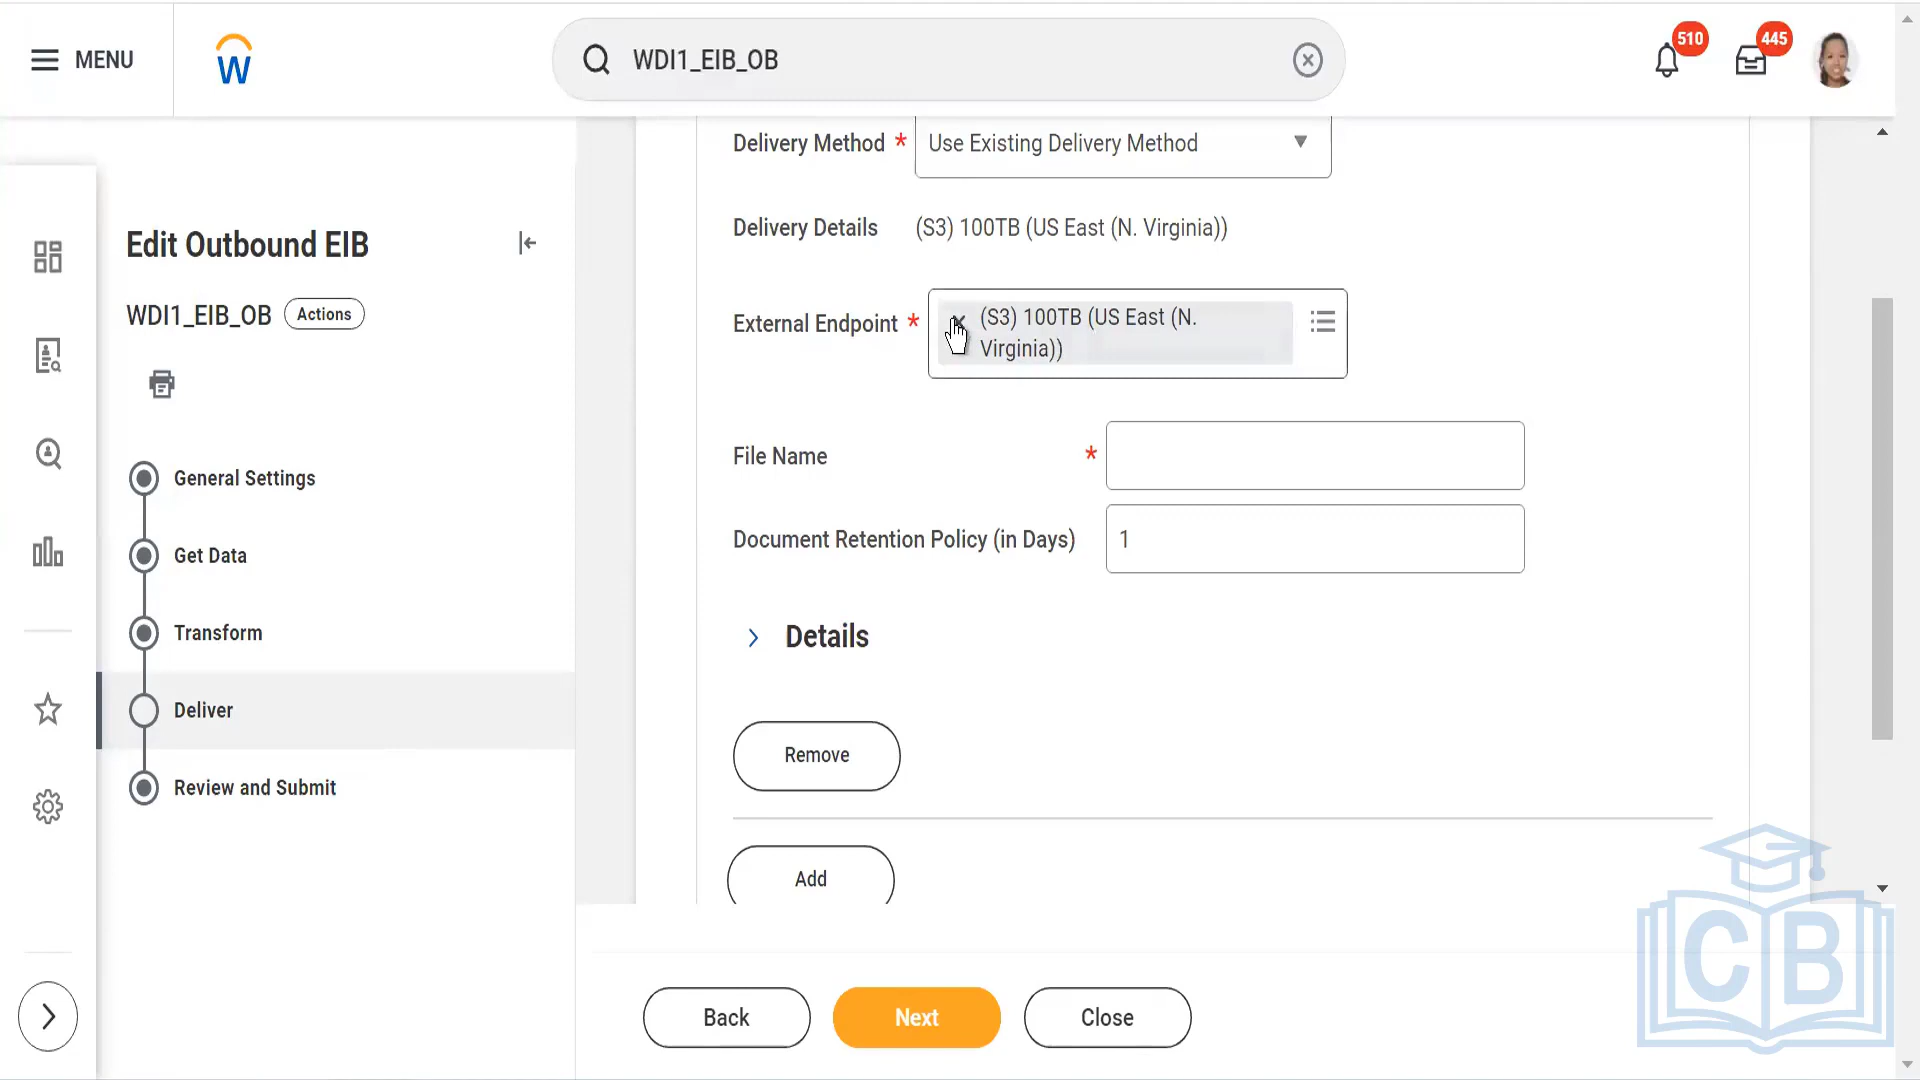 MENU
W
WDI1_EIB_OB
510
445
Edit Outbound EIB
WDI1_EIB_OB
Actions
General Settings
Get Data
Transform
Deliver
Review and Submit
Delivery Method *
Use Existing Delivery Method
Delivery Details
(S3) 100TB (US East (N. Virginia))
External Endpoint *
(S3) 100TB (US East (N.
Virginia))
File Name *
Document Retention Policy (in Days)
1
Details
Remove
Add
Back
Next
Close
CB